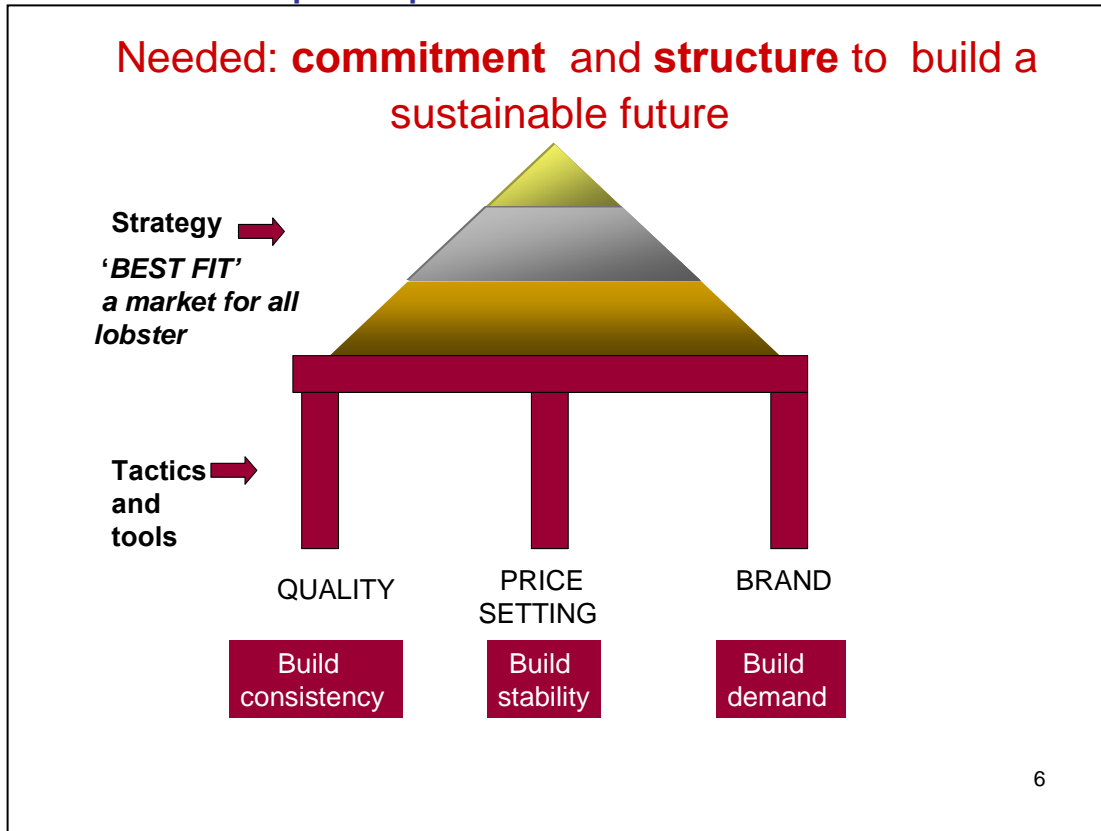 Needed: commitment and structure to build a
sustainable future
Strategy
‘BEST FIT’
a market for all
lobster
Tactics
and
tools
QUALITY
PRICE
SETTING
BRAND
Build
consistency
Build
stability
Build
demand
6